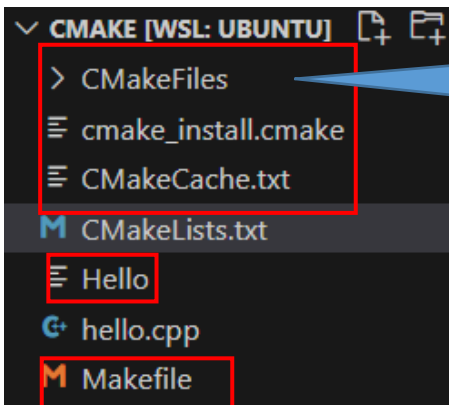 CMAKE [WSL: UBUNTU]
CMakeFiles
cmake_install.cmake
CMakeCache.txt
CMakeLists.txt
Hello
hello.cpp
Makefile